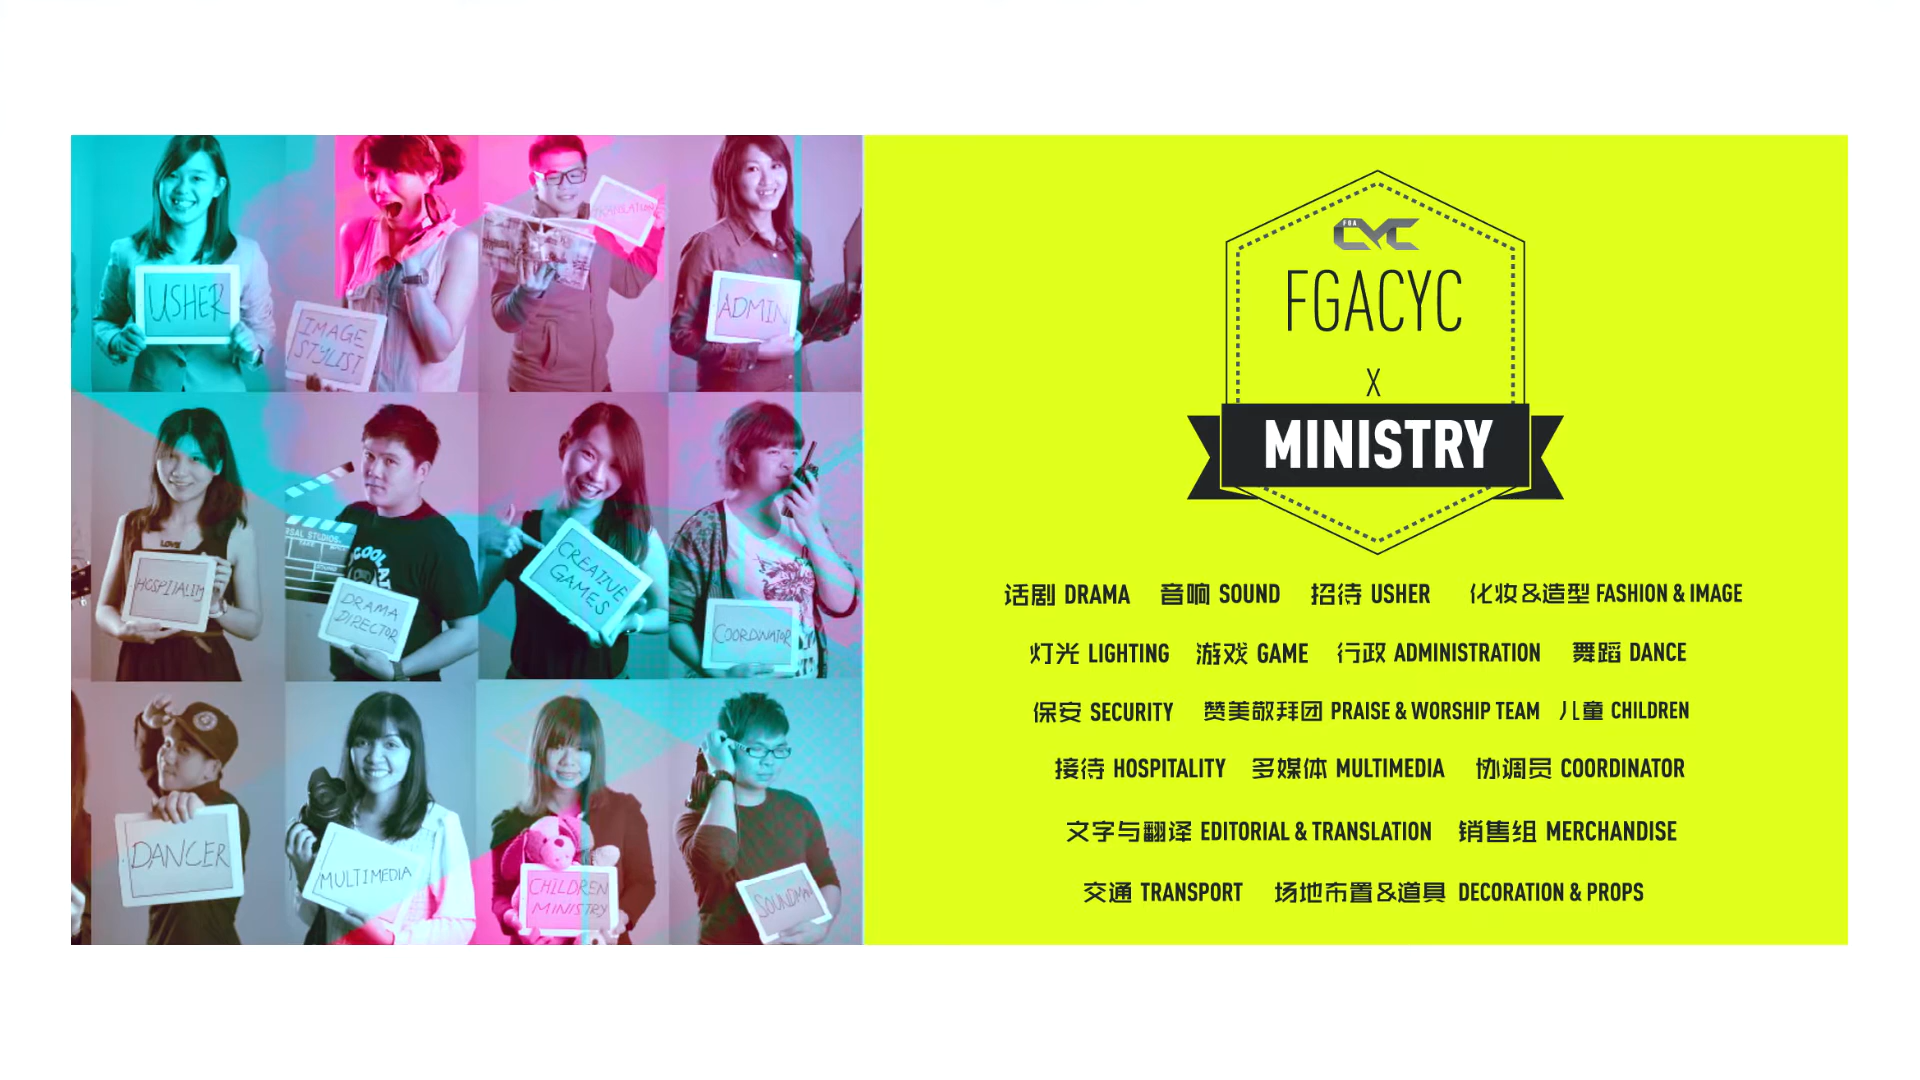 USHER
IMAGE
STYLIST
TRANSLATION
ADMIN
HOSPITALITY
LOVE
DRAMA
DIRECTOR
COOLA
CREATIVE
GAMES
COORDINATOR
DANCER
MULTIMEDIA
CHILDREN
MINISTRY
SOUNDMAN
FGA
CYC
FGACYC
X
MINISTRY
话剧 DRAMA 音响 SOUND 招待 USHER 化妆&造型 FASHION & IMAGE
灯光 LIGHTING 游戏 GAME 行政 ADMINISTRATION 舞蹈 DANCE
保安 SECURITY 赞美敬拜团 PRAISE & WORSHIP TEAM 儿童 CHILDREN
接待 HOSPITALITY 多媒体 MULTIMEDIA 协调员 COORDINATOR
文字与翻译 EDITORIAL & TRANSLATION 销售组 MERCHANDISE
交通 TRANSPORT 场地布置&道具 DECORATION & PROPS